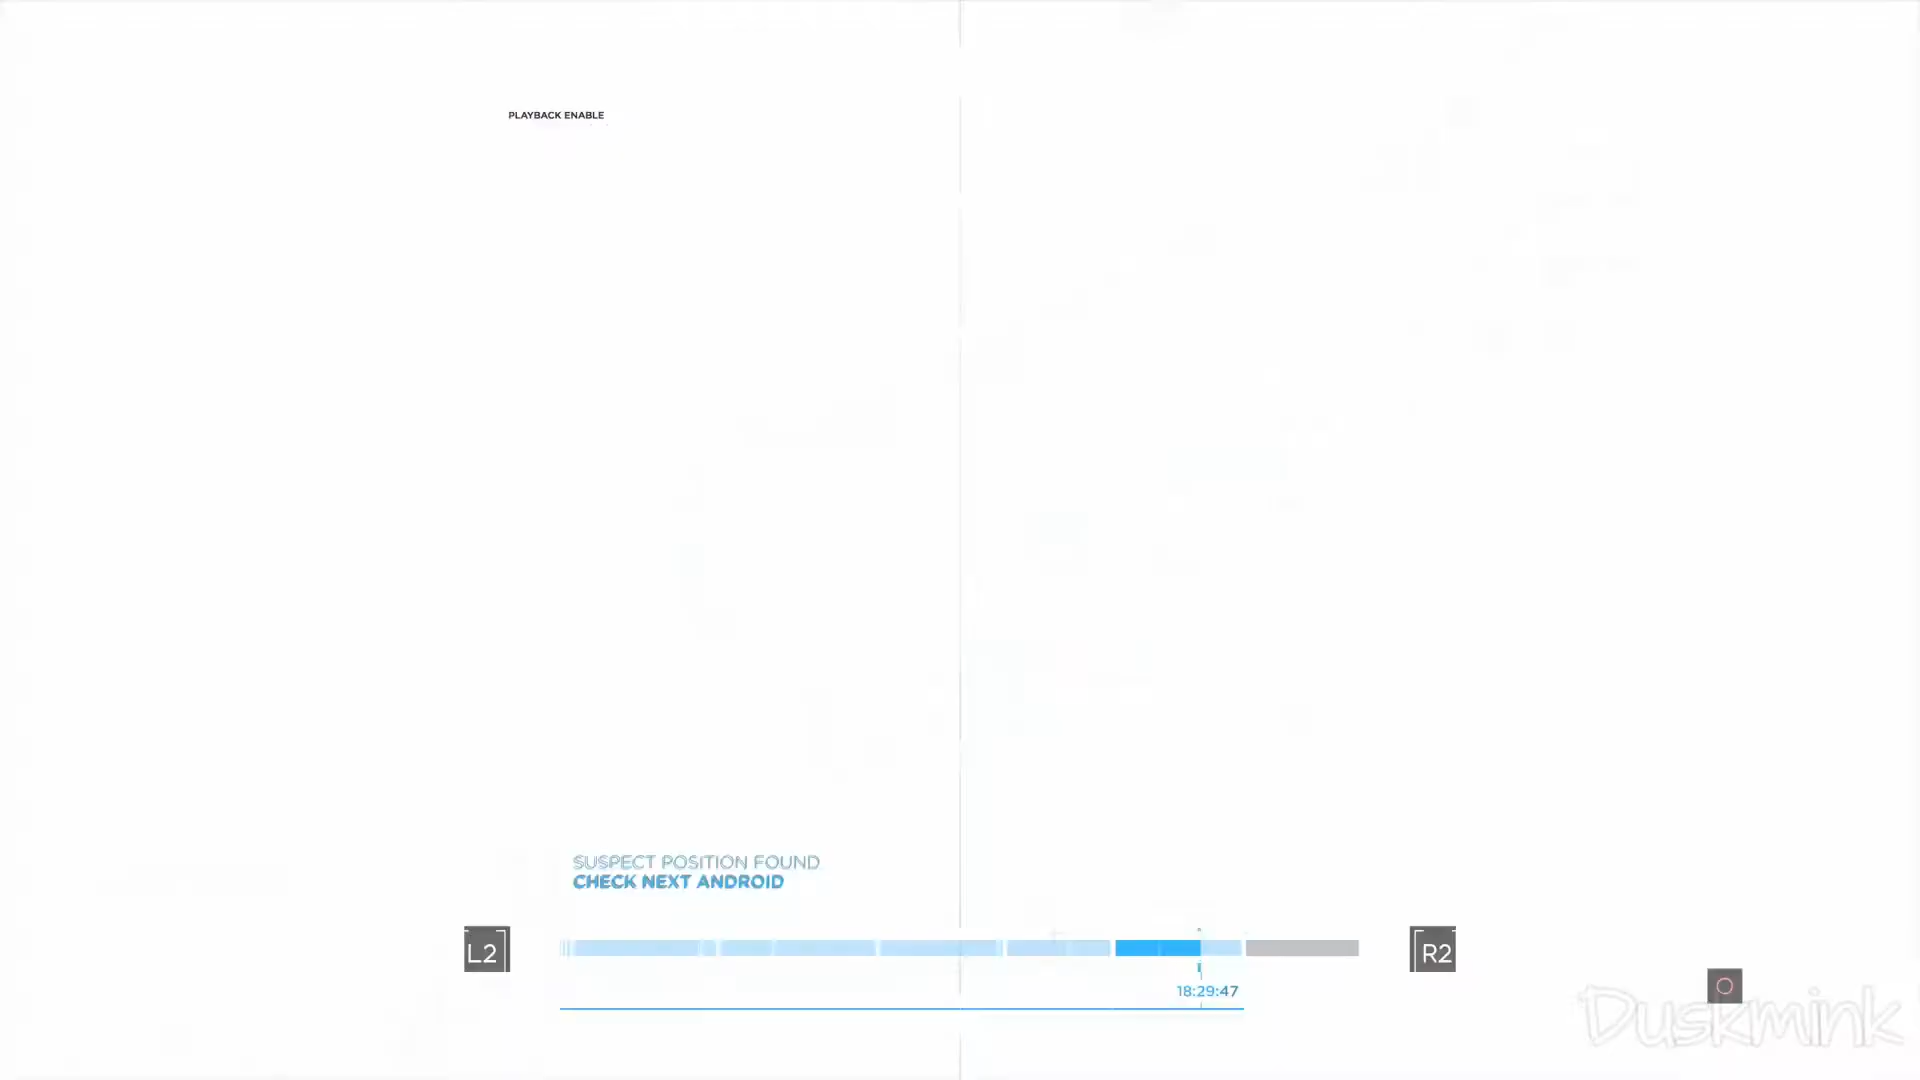 PLAYBACK ENABLE
SUSPECT POSITION FOUND
CHECK NEXT ANDROID
L2
R2
18:29:47
Duskmink